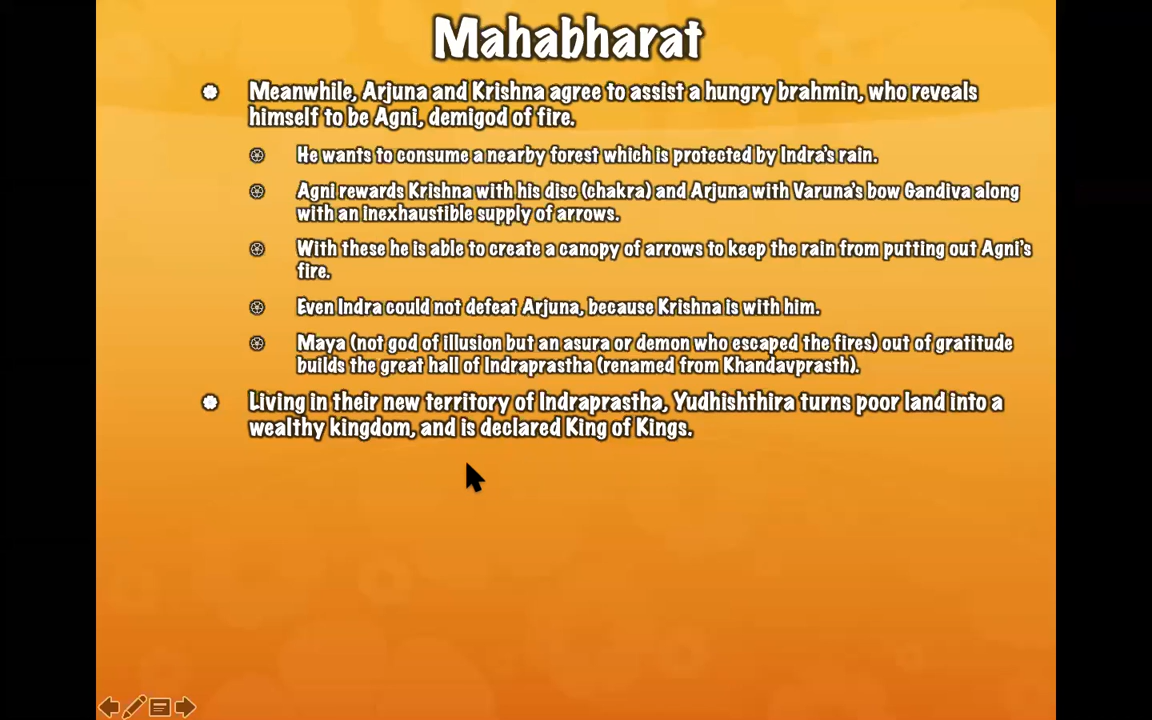 Mahabharat
Meanwhile, Arjuna and Krishna agree to assist a hungry brahmin, who reveals
himself to be Agni, demigod of fire.
He wants to consume a nearby forest which is protected by Indra's rain.
Agni rewards Krishna with his disc (chakra) and Arjuna with Varuna's bow Gandiva along
with an inexhaustible supply of arrows.
With these he is able to create a canopy of arrows to keep the rain from putting out Agni's
fire.
Even Indra could not defeat Arjuna, because Krishna is with him.
Maya (not god of illusion but an asura or demon who escaped the fires) out of gratitude
builds the great hall of Indraprastha (renamed from Khandavprasth).
Living in their new territory of Indraprastha, Yudhishthira turns poor land into a
wealthy kingdom, and is declared King of Kings.